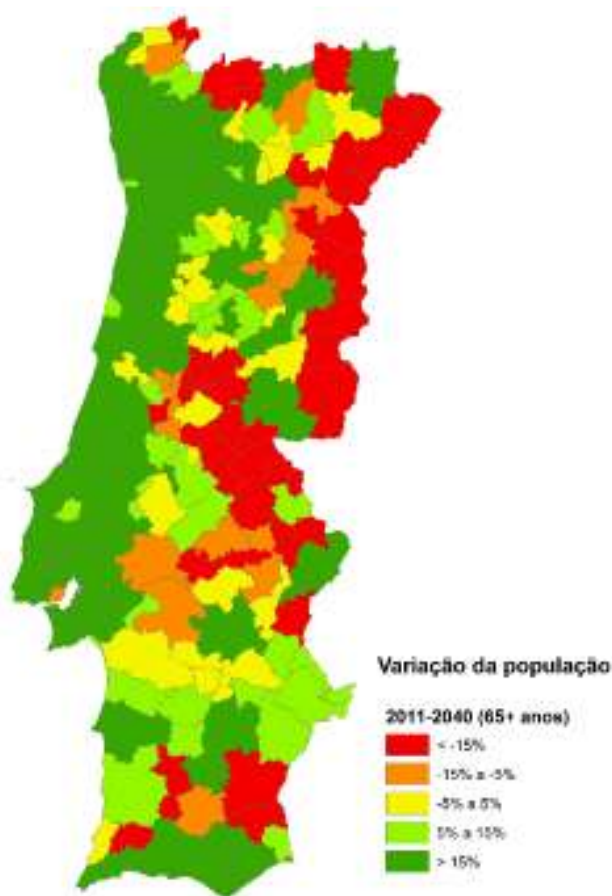 Variação da população
2011-2040 (65+ anos)
< -15%
-15% a -5%
-5% a 5%
5% a 15%
> 15%